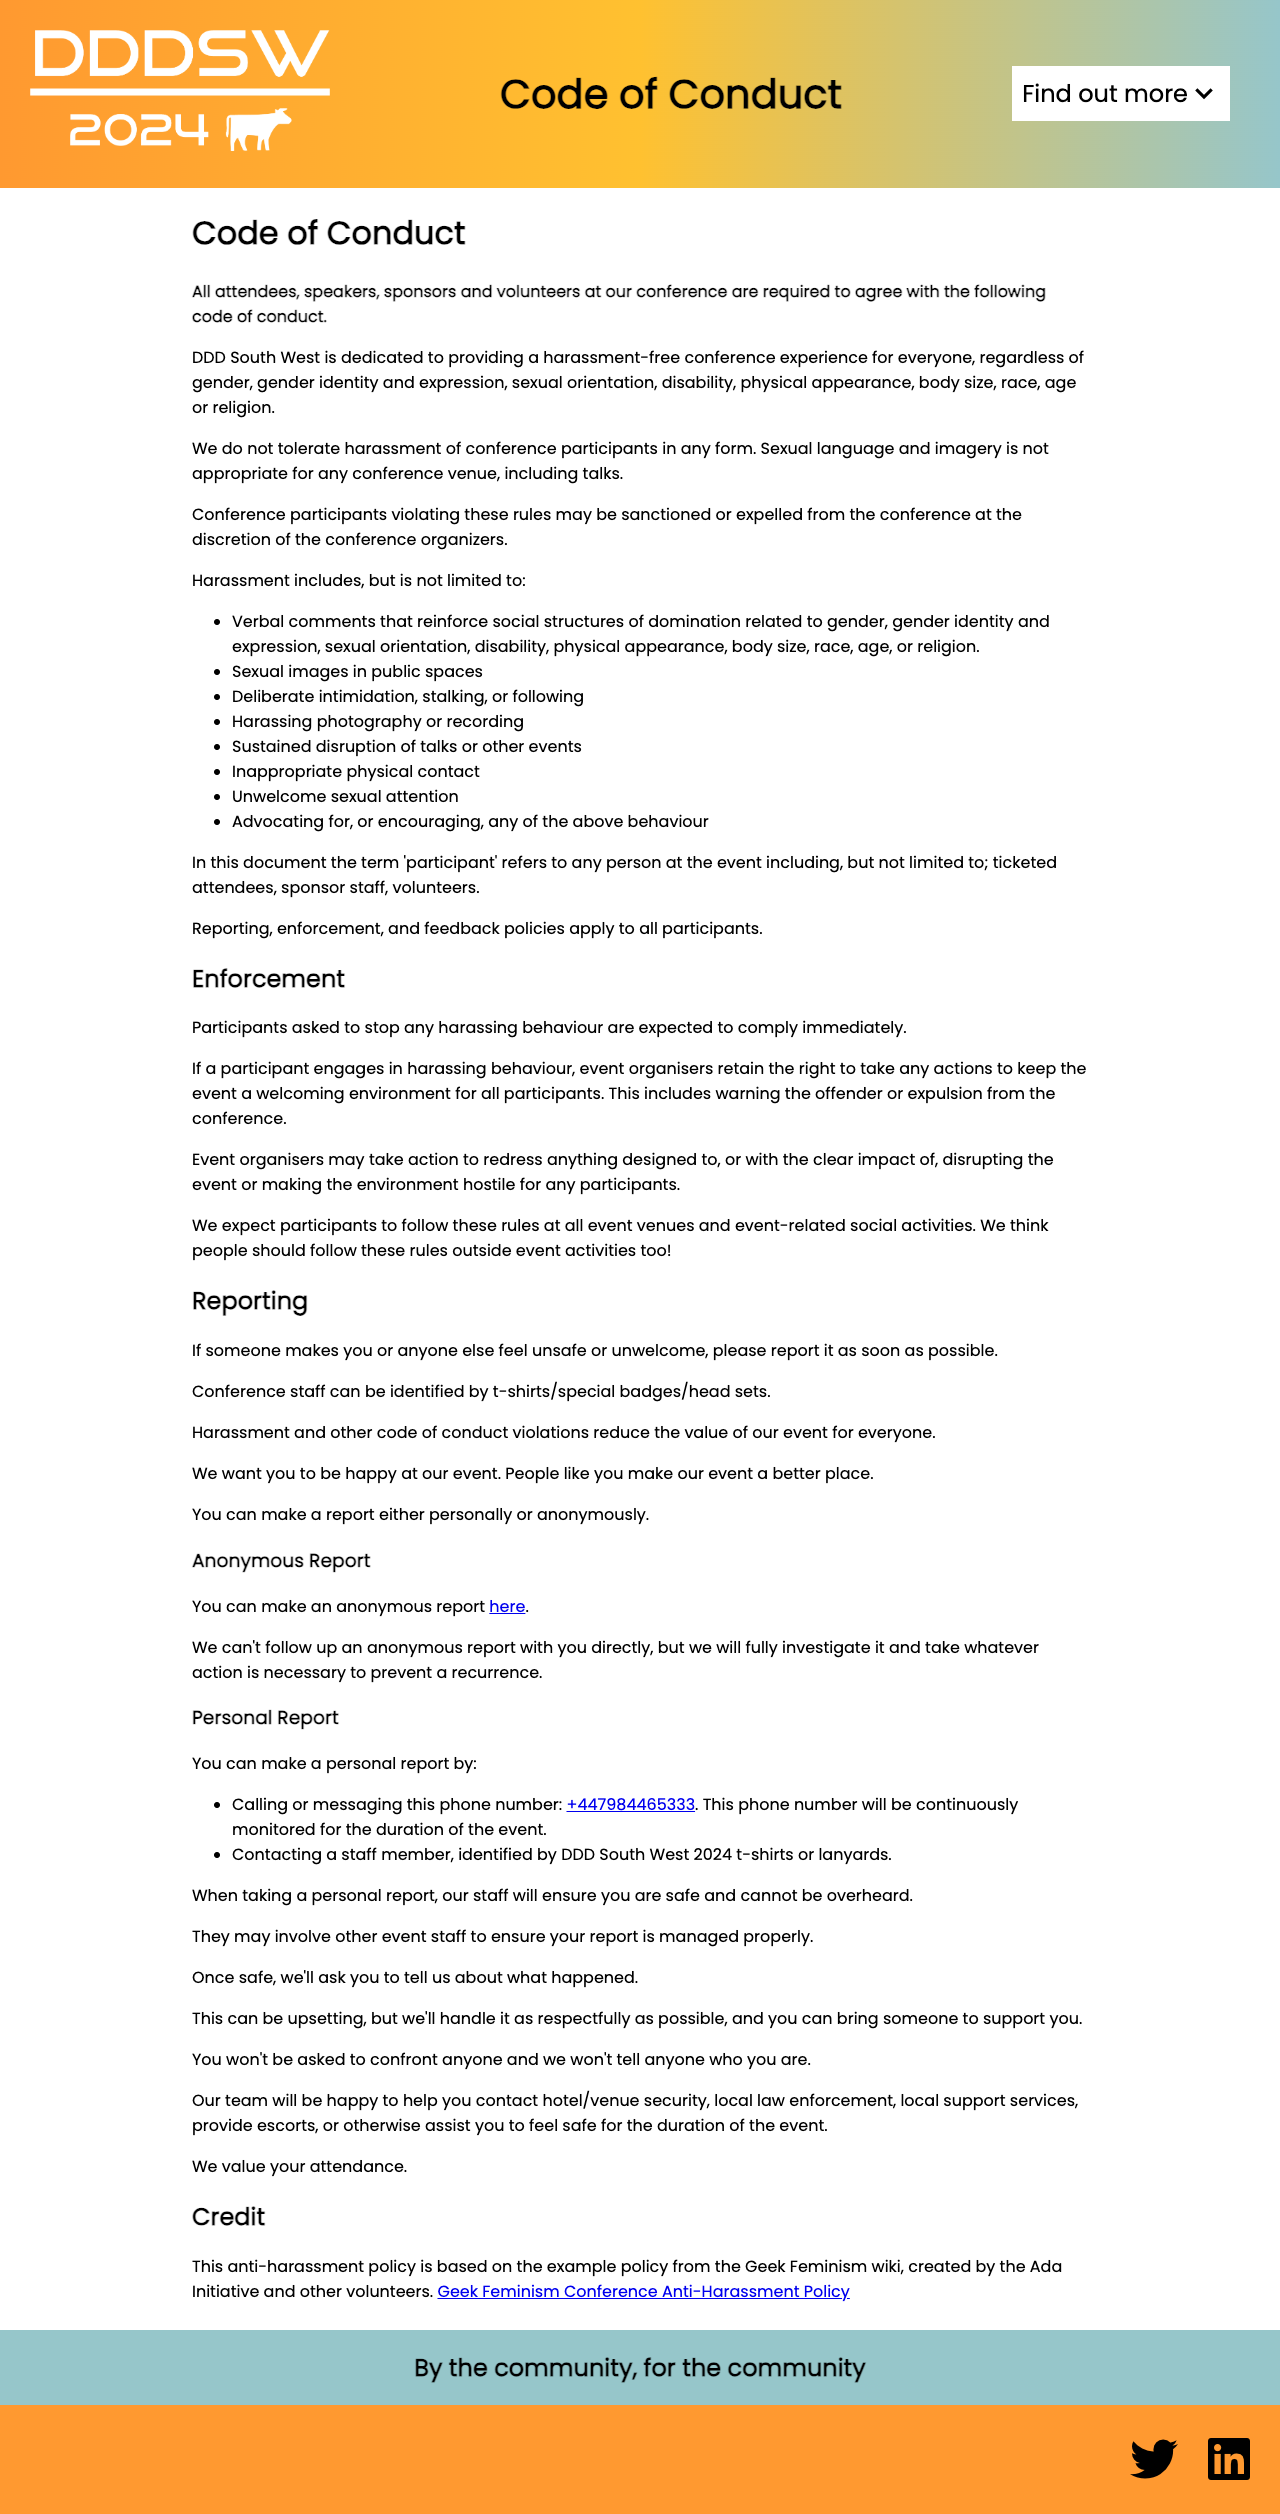 DDDSW
2024
Code of Conduct
Find out more
Code of Conduct
All attendees, speakers, sponsors and volunteers at our conference are required to agree with the following
code of conduct.
DDD South West is dedicated to providing a harassment-free conference experience for everyone, regardless of
gender, gender identity and expression, sexual orientation, disability, physical appearance, body size, race, age
or religion.
We do not tolerate harassment of conference participants in any form. Sexual language and imagery is not
appropriate for any conference venue, including talks.
Conference participants violating these rules may be sanctioned or expelled from the conference at the
discretion of the conference organizers.
Harassment includes, but is not limited to:
• Verbal comments that reinforce social structures of domination related to gender, gender identity and
expression, sexual orientation, disability, physical appearance, body size, race, age, or religion.
• Sexual images in public spaces
• Deliberate intimidation, stalking, or following
• Harassing photography or recording
• Sustained disruption of talks or other events
• Inappropriate physical contact
• Unwelcome sexual attention
• Advocating for, or encouraging, any of the above behaviour
In this document the term 'participant' refers to any person at the event including, but not limited to; ticketed
attendees, sponsor staff, volunteers.
Reporting, enforcement, and feedback policies apply to all participants.
Enforcement
Participants asked to stop any harassing behaviour are expected to comply immediately.
If a participant engages in harassing behaviour, event organisers retain the right to take any actions to keep the
event a welcoming environment for all participants. This includes warning the offender or expulsion from the
conference.
Event organisers may take action to redress anything designed to, or with the clear impact of, disrupting the
event or making the environment hostile for any participants.
We expect participants to follow these rules at all event venues and event-related social activities. We think
people should follow these rules outside event activities too!
Reporting
If someone makes you or anyone else feel unsafe or unwelcome, please report it as soon as possible.
Conference staff can be identified by t-shirts/special badges/head sets.
Harassment and other code of conduct violations reduce the value of our event for everyone.
We want you to be happy at our event. People like you make our event a better place.
You can make a report either personally or anonymously.
Anonymous Report
You can make an anonymous report here.
We can't follow up an anonymous report with you directly, but we will fully investigate it and take whatever
action is necessary to prevent a recurrence.
Personal Report
You can make a personal report by:
• Calling or messaging this phone number: +447984465333. This phone number will be continuously
monitored for the duration of the event.
• Contacting a staff member, identified by DDD South West 2024 t-shirts or lanyards.
When taking a personal report, our staff will ensure you are safe and cannot be overheard.
They may involve other event staff to ensure your report is managed properly.
Once safe, we'll ask you to tell us about what happened.
This can be upsetting, but we'll handle it as respectfully as possible, and you can bring someone to support you.
You won't be asked to confront anyone and we won't tell anyone who you are.
Our team will be happy to help you contact hotel/venue security, local law enforcement, local support services,
provide escorts, or otherwise assist you to feel safe for the duration of the event.
We value your attendance.
Credit
This anti-harassment policy is based on the example policy from the Geek Feminism wiki, created by the Ada
Initiative and other volunteers. Geek Feminism Conference Anti-Harassment Policy
By the community, for the community